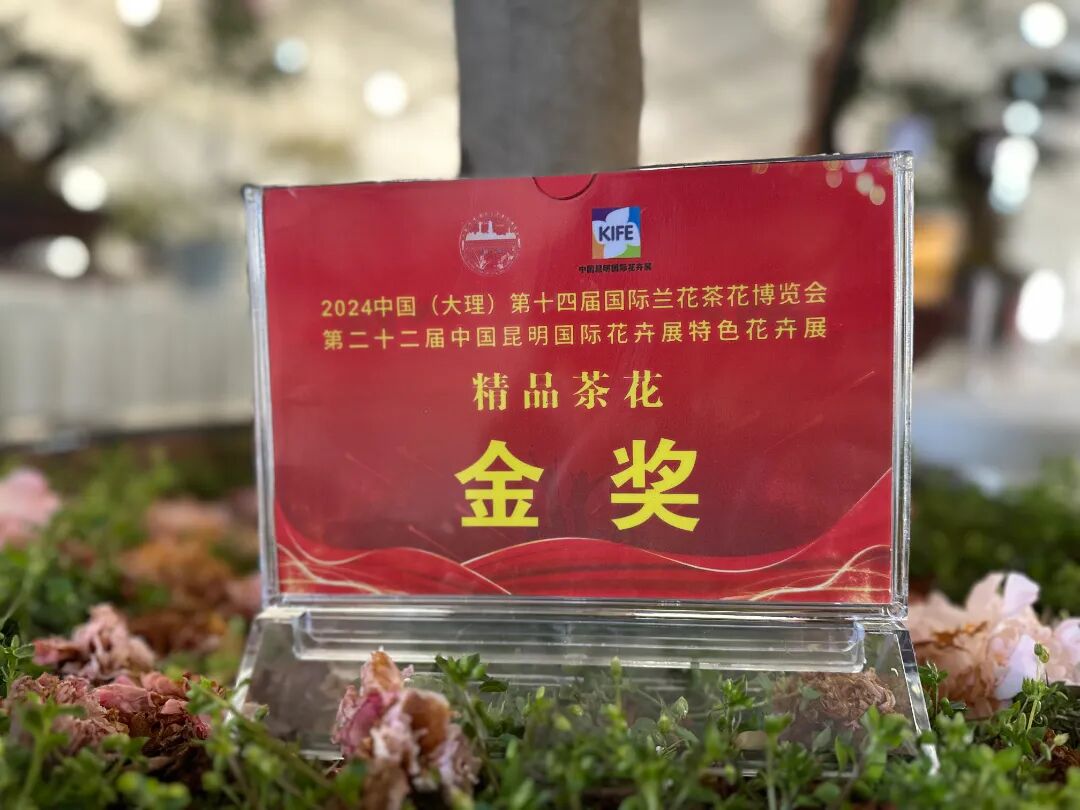 KIFE
中国昆明国际花卉展
2024中国（大理）第十四届国际兰花茶花博览会
第二十二届中国昆明国际花卉展特色花卉展
精品茶花
金奖